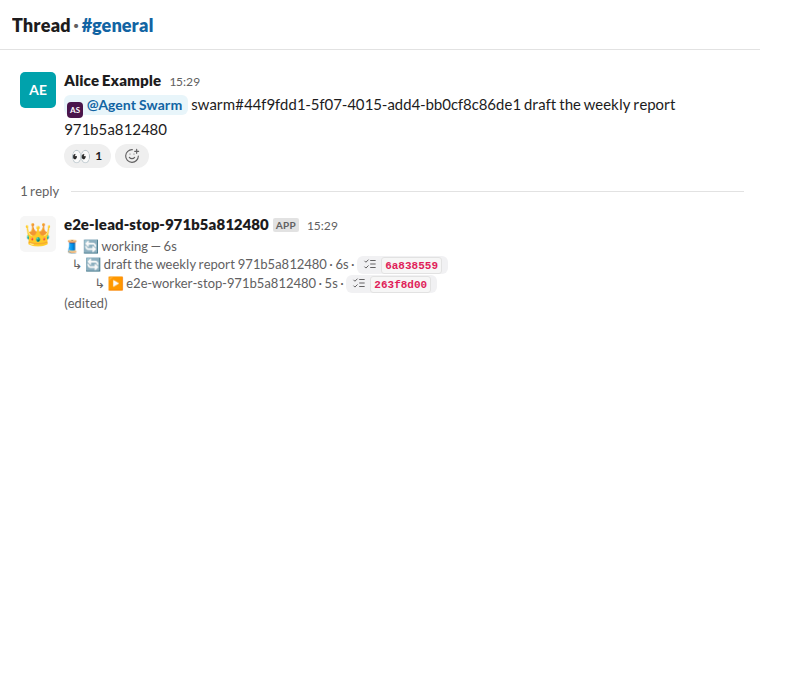 Thread · #general
AE
Alice Example 15:29
AS @Agent Swarm swarm#44f9fdd1-5f07-4015-add4-bb0cf8c86de1 draft the weekly report
971b5a812480
👀 1
1 reply
e2e-lead-stop-971b5a812480 APP 15:29
🧵 🔄 working — 6s
↳ 🔄 draft the weekly report 971b5a812480 · 6s · 6a838559
↳ ▶️ e2e-worker-stop-971b5a812480 · 5s · 263f8d00
(edited)